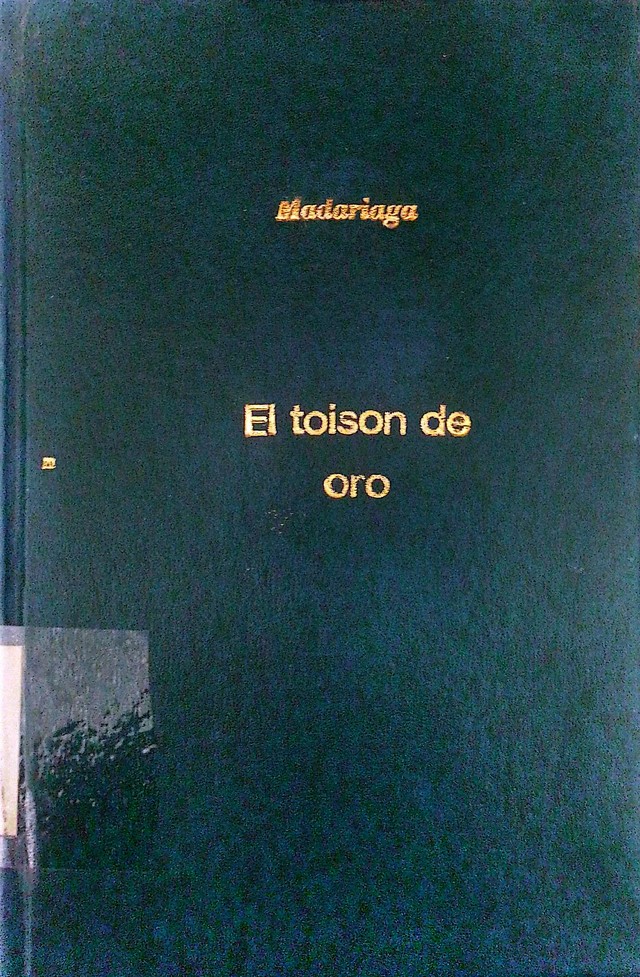 Madariaga
El toison de
oro